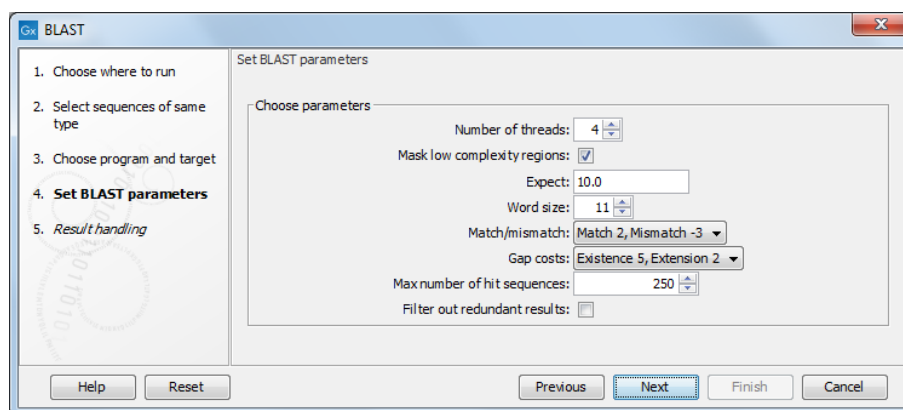 Gx BLAST
1. Choose where to run
2. Select sequences of same
type
3. Choose program and target
4. Set BLAST parameters
5. Result handling
Set BLAST parameters
Choose parameters
Number of threads: 4
Mask low complexity regions:
Expect: 10.0
Word size: 11
Match/mismatch: Match 2, Mismatch -3
Gap costs: Existence 5, Extension 2
Max number of hit sequences: 250
Filter out redundant results:
Help Reset Previous Next Finish Cancel